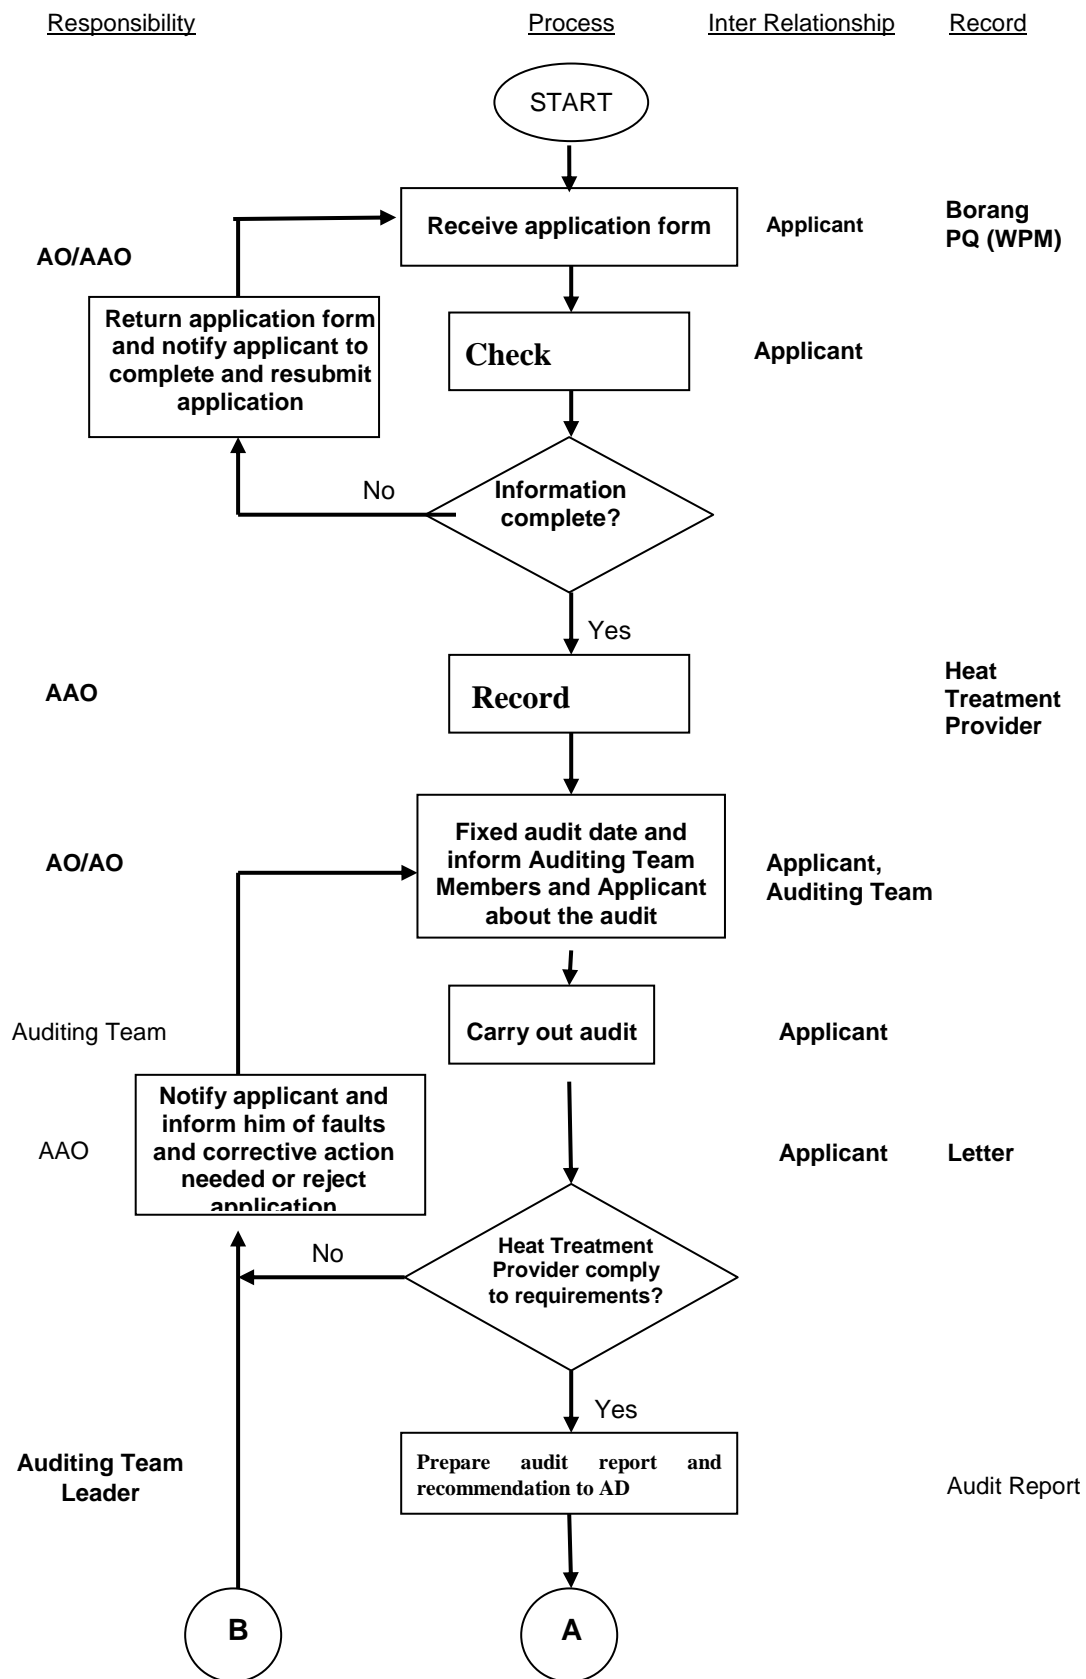 Responsibility Process Inter Relationship Record
START
Receive application form
Applicant
Borang
PQ (WPM)
AO/AAO
Return application form
and notify applicant to
complete and resubmit
application
Check
Applicant
No
Information
complete?
Yes
AAO
Record
Heat
Treatment
Provider
AO/AO
Fixed audit date and
inform Auditing Team
Members and Applicant
about the audit
Applicant,
Auditing Team
Auditing Team
Carry out audit
Applicant
AAO
Notify applicant and
inform him of faults
and corrective action
needed or reject
application
Applicant
Letter
No
Heat Treatment
Provider comply
to requirements?
Yes
Auditing Team
Leader
Prepare audit report and
recommendation to AD
Audit Report
B
A